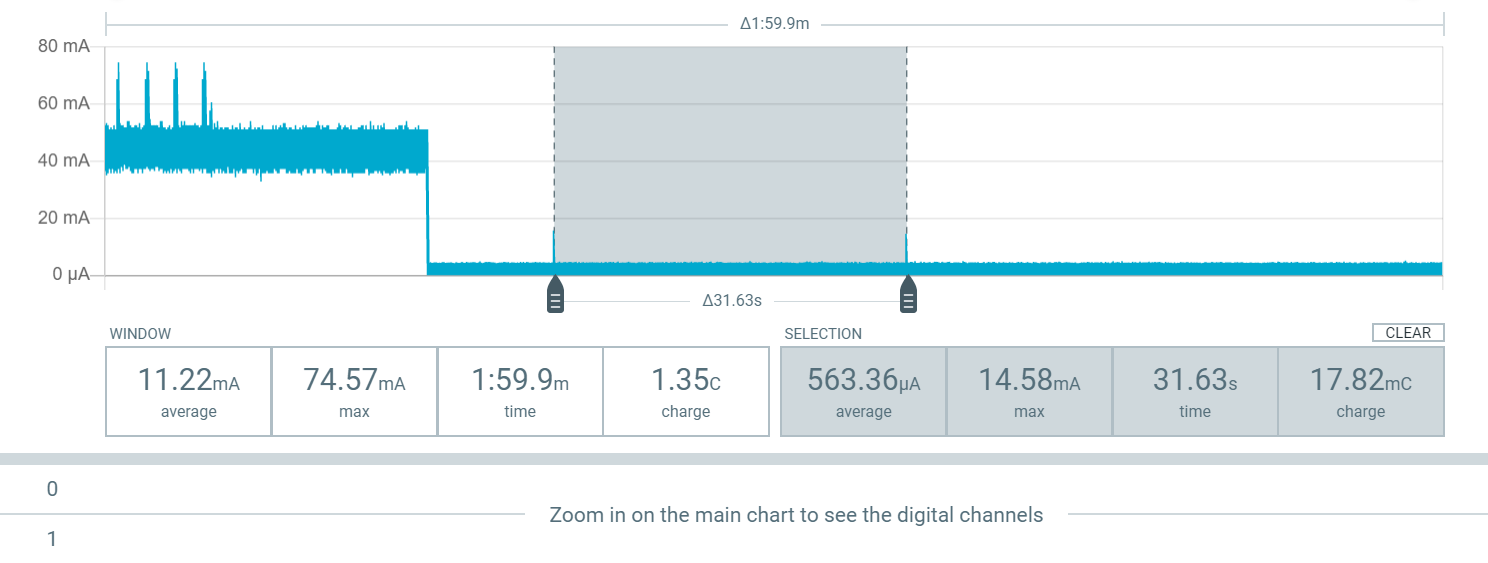 Δ1:59.9m
80 mA
60 mA
40 mA
20 mA
0 µA
Δ31.63s
WINDOW
SELECTION
CLEAR
11.22mA
74.57mA
1:59.9m
1.35C
563.36µA
14.58mA
31.63s
17.82mC
average
max
time
charge
average
max
time
charge
0
Zoom in on the main chart to see the digital channels
1